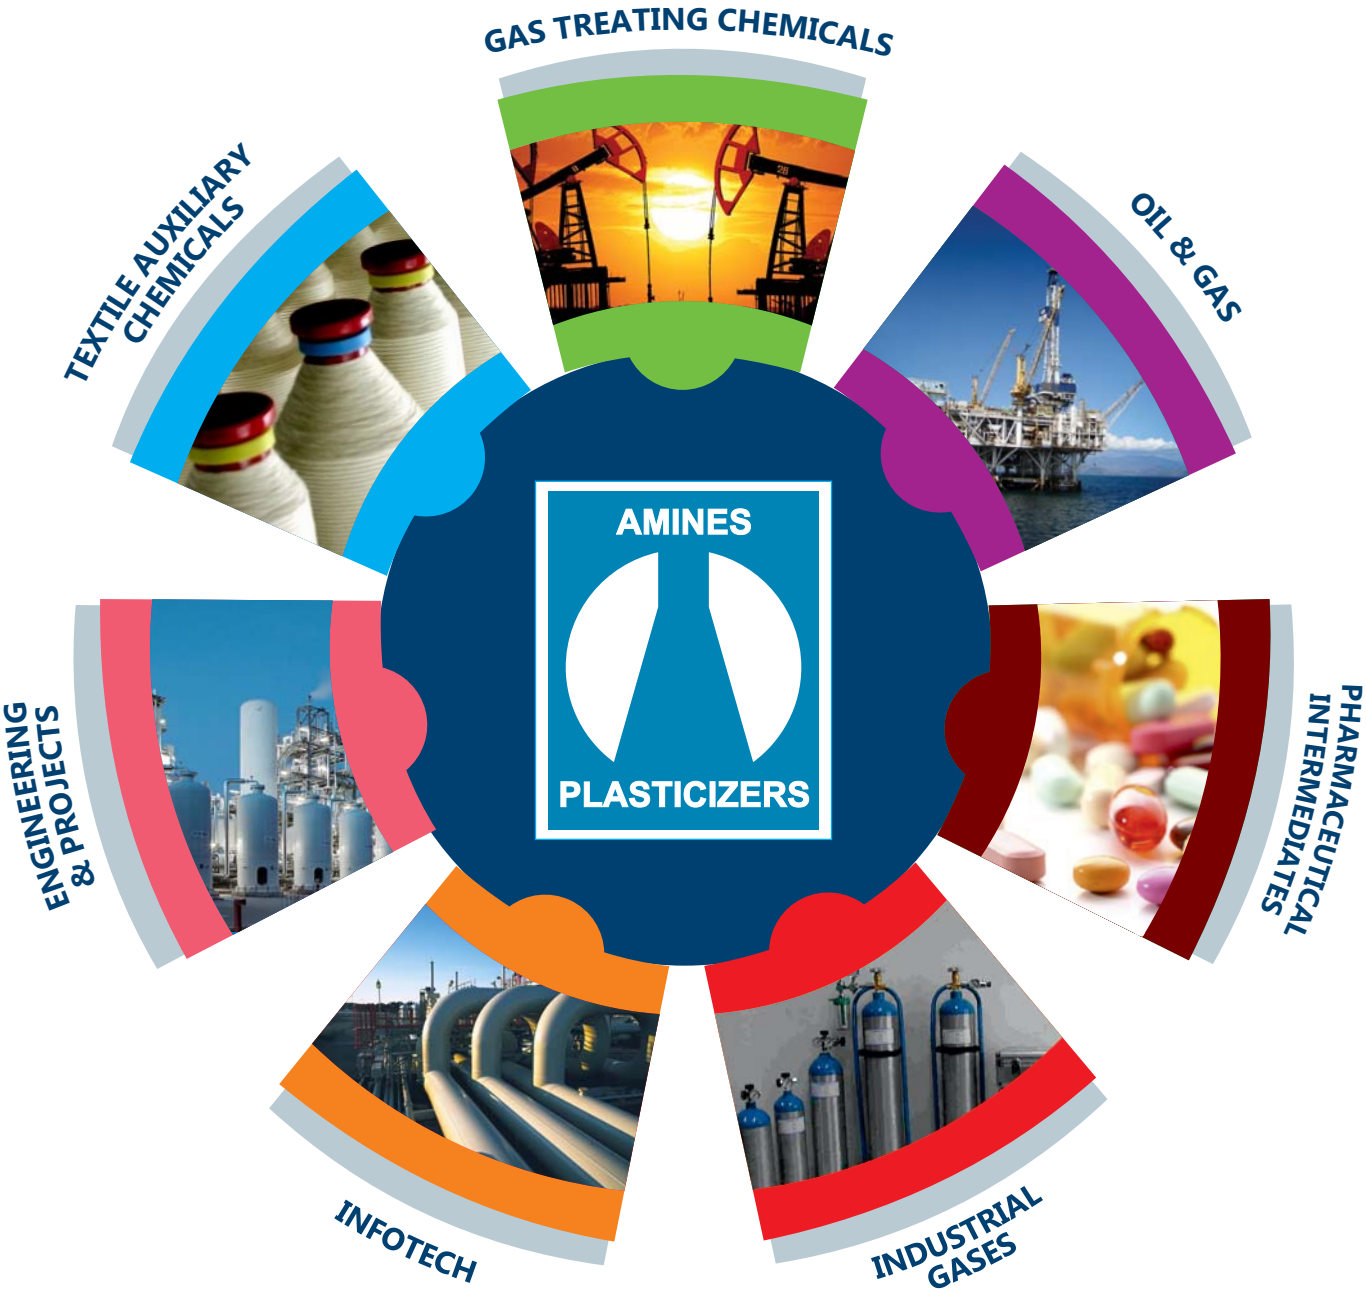 GAS TREATING CHEMICALS
OIL & GAS
PHARMACEUTICAL
INTERMEDIATES
INDUSTRIAL
GASES
INFOTECH
ENGINEERING
& PROJECTS
TEXTILE AUXILIARY
CHEMICALS
AMINES
PLASTICIZERS